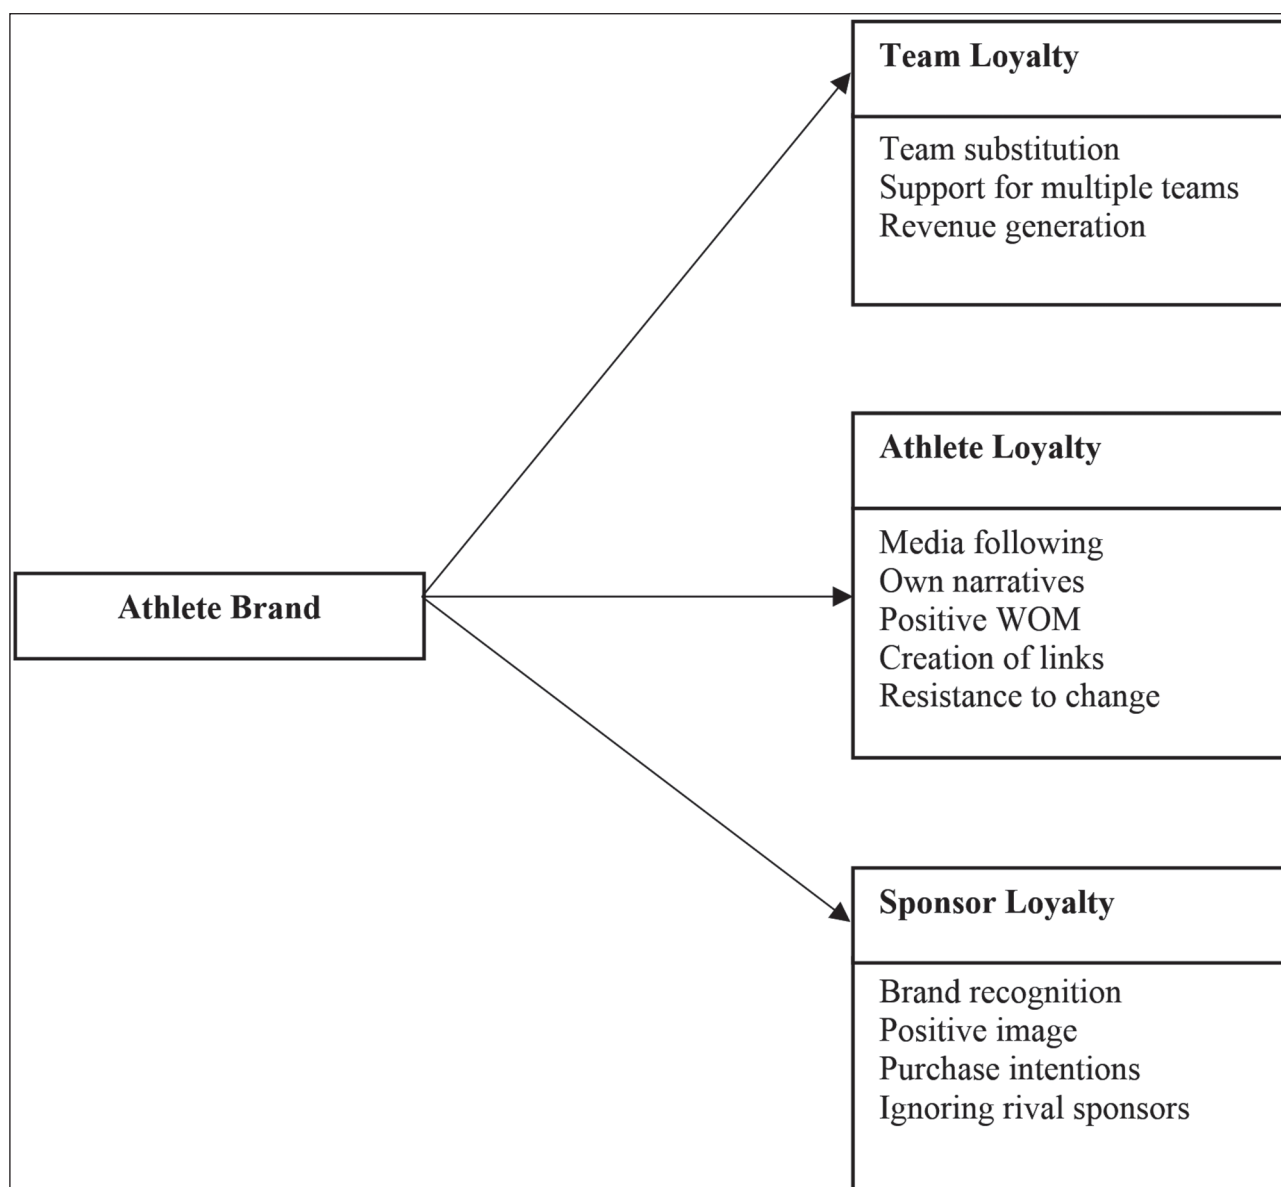 Team Loyalty
Team substitution
Support for multiple teams
Revenue generation
Athlete Loyalty
Media following
Own narratives
Positive WOM
Creation of links
Resistance to change
Athlete Brand
Sponsor Loyalty
Brand recognition
Positive image
Purchase intentions
Ignoring rival sponsors